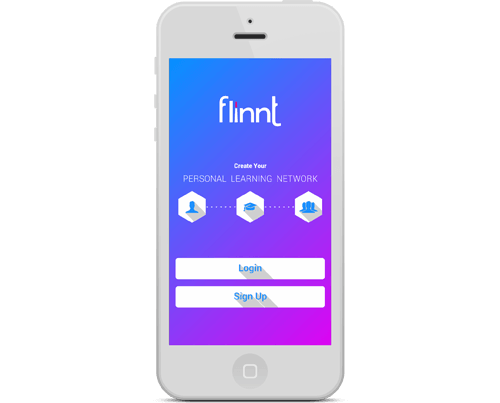 flinnt
Create Your
PERSONAL LEARNING NETWORK
Login
Sign Up